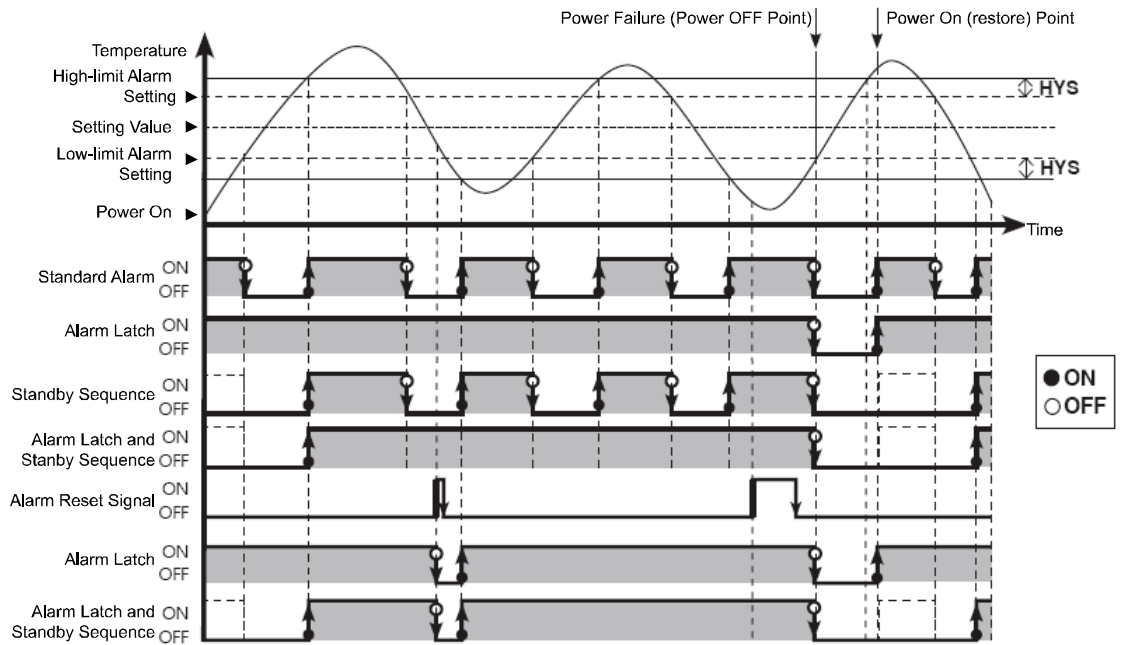 Power Failure (Power OFF Point)
Power On (restore) Point
Temperature
High-limit Alarm
Setting
HYS
Setting Value
Low-limit Alarm
Setting
HYS
Power On
Time
Standard Alarm
ON
OFF
Alarm Latch
ON
OFF
Standby Sequence
ON
OFF
Alarm Latch and
Stanby Sequence
ON
OFF
Alarm Reset Signal
ON
OFF
Alarm Latch
ON
OFF
Alarm Latch and
Standby Sequence
ON
OFF
ON
OFF